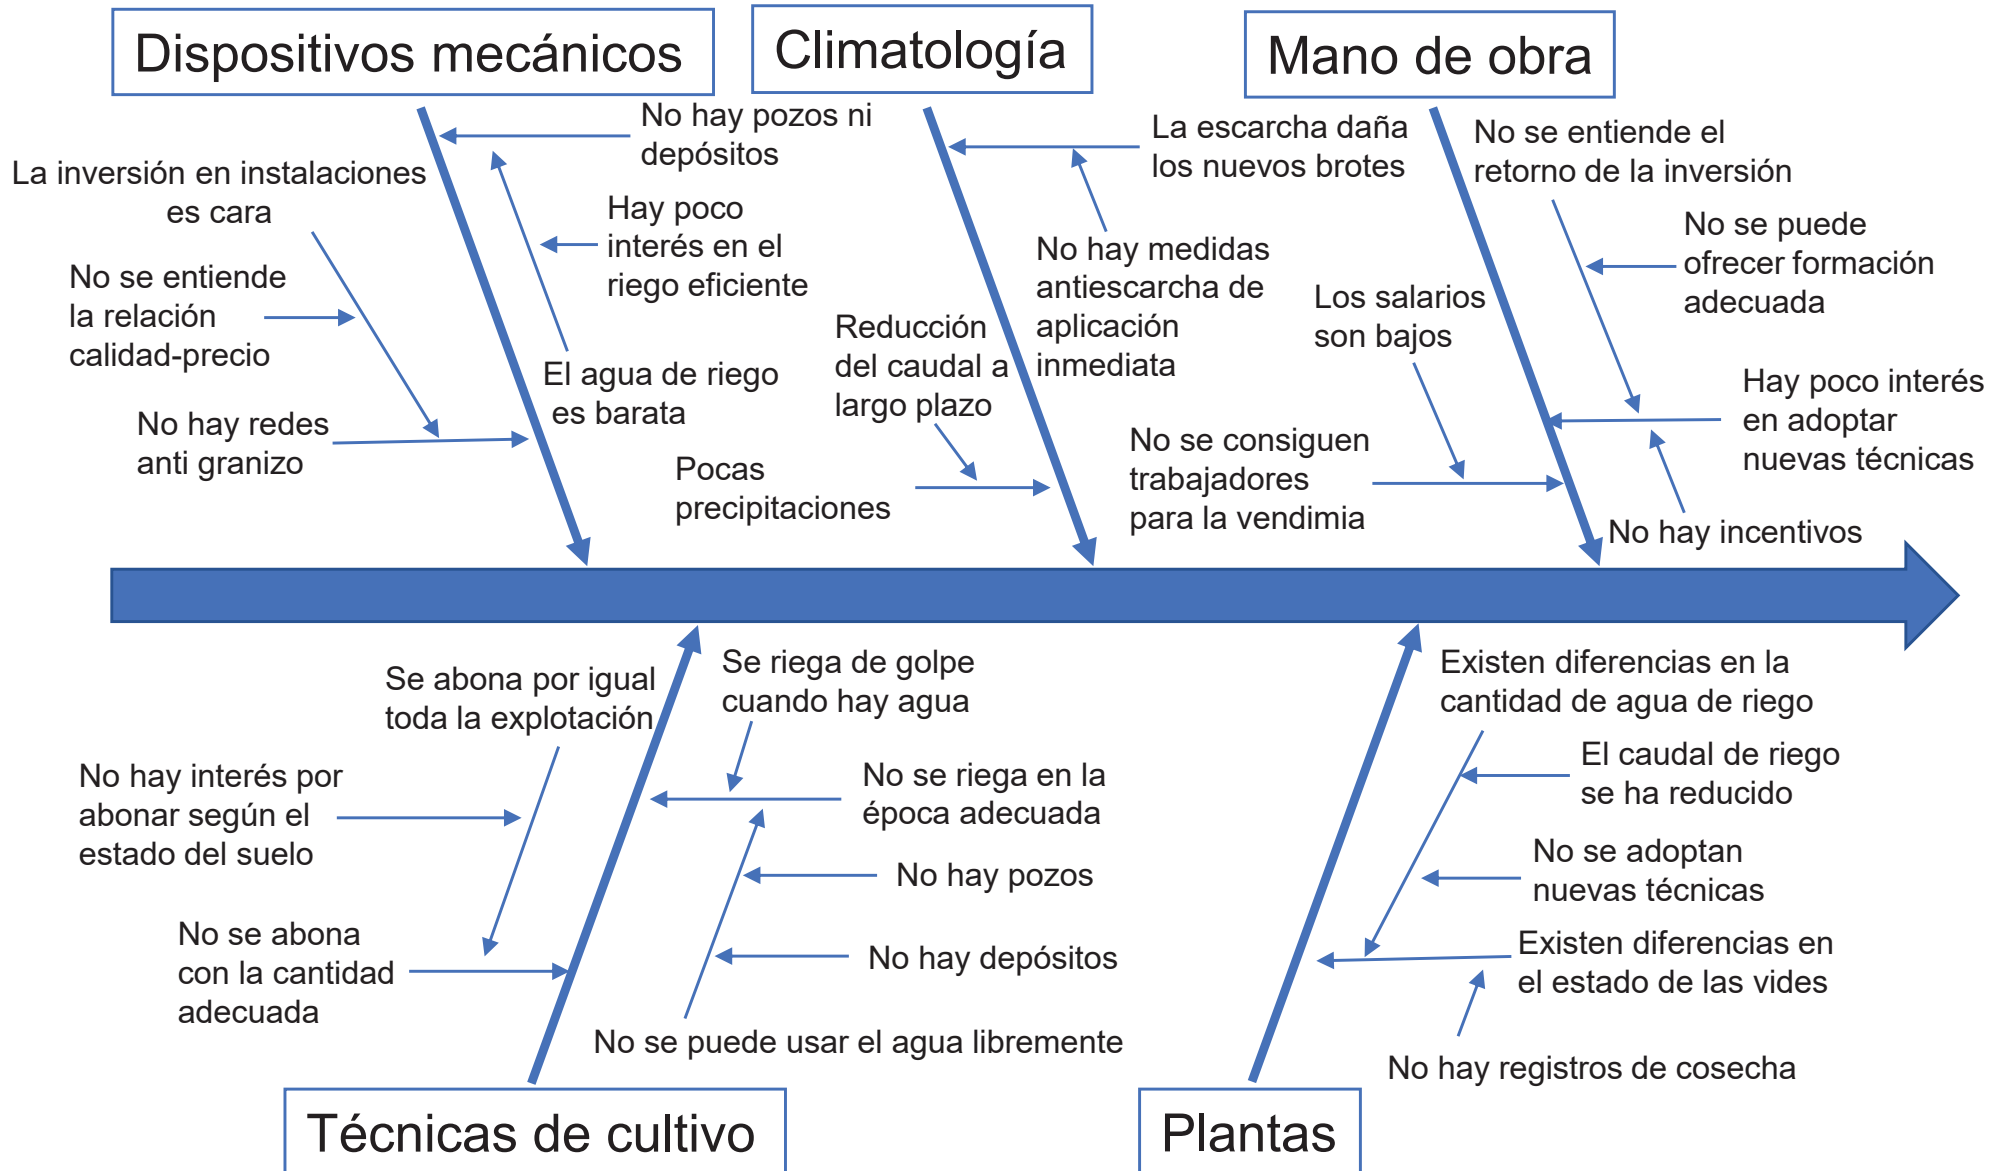 Dispositivos mecánicos
Climatología
Mano de obra
No hay pozos ni
depósitos
La inversión en instalaciones
es cara
Hay poco
interés en el
riego eficiente
No se entiende
la relación
calidad-precio
El agua de riego
es barata
No hay redes
anti granizo
La escarcha daña
los nuevos brotes
No hay medidas
antiescarcha de
aplicación
inmediata
Reducción
del caudal a
largo plazo
Pocas
precipitaciones
No se entiende el
retorno de la inversión
No se puede
ofrecer formación
adecuada
Los salarios
son bajos
Hay poco interés
en adoptar
nuevas técnicas
No se consiguen
trabajadores
para la vendimia
No hay incentivos
Se abona por igual
toda la explotación
No hay interés por
abonar según el
estado del suelo
No se abona
con la cantidad
adecuada
Se riega de golpe
cuando hay agua
No se riega en la
época adecuada
No hay pozos
No hay depósitos
No se puede usar el agua libremente
Existen diferencias en la
cantidad de agua de riego
El caudal de riego
se ha reducido
No se adoptan
nuevas técnicas
Existen diferencias en
el estado de las vides
No hay registros de cosecha
Técnicas de cultivo
Plantas